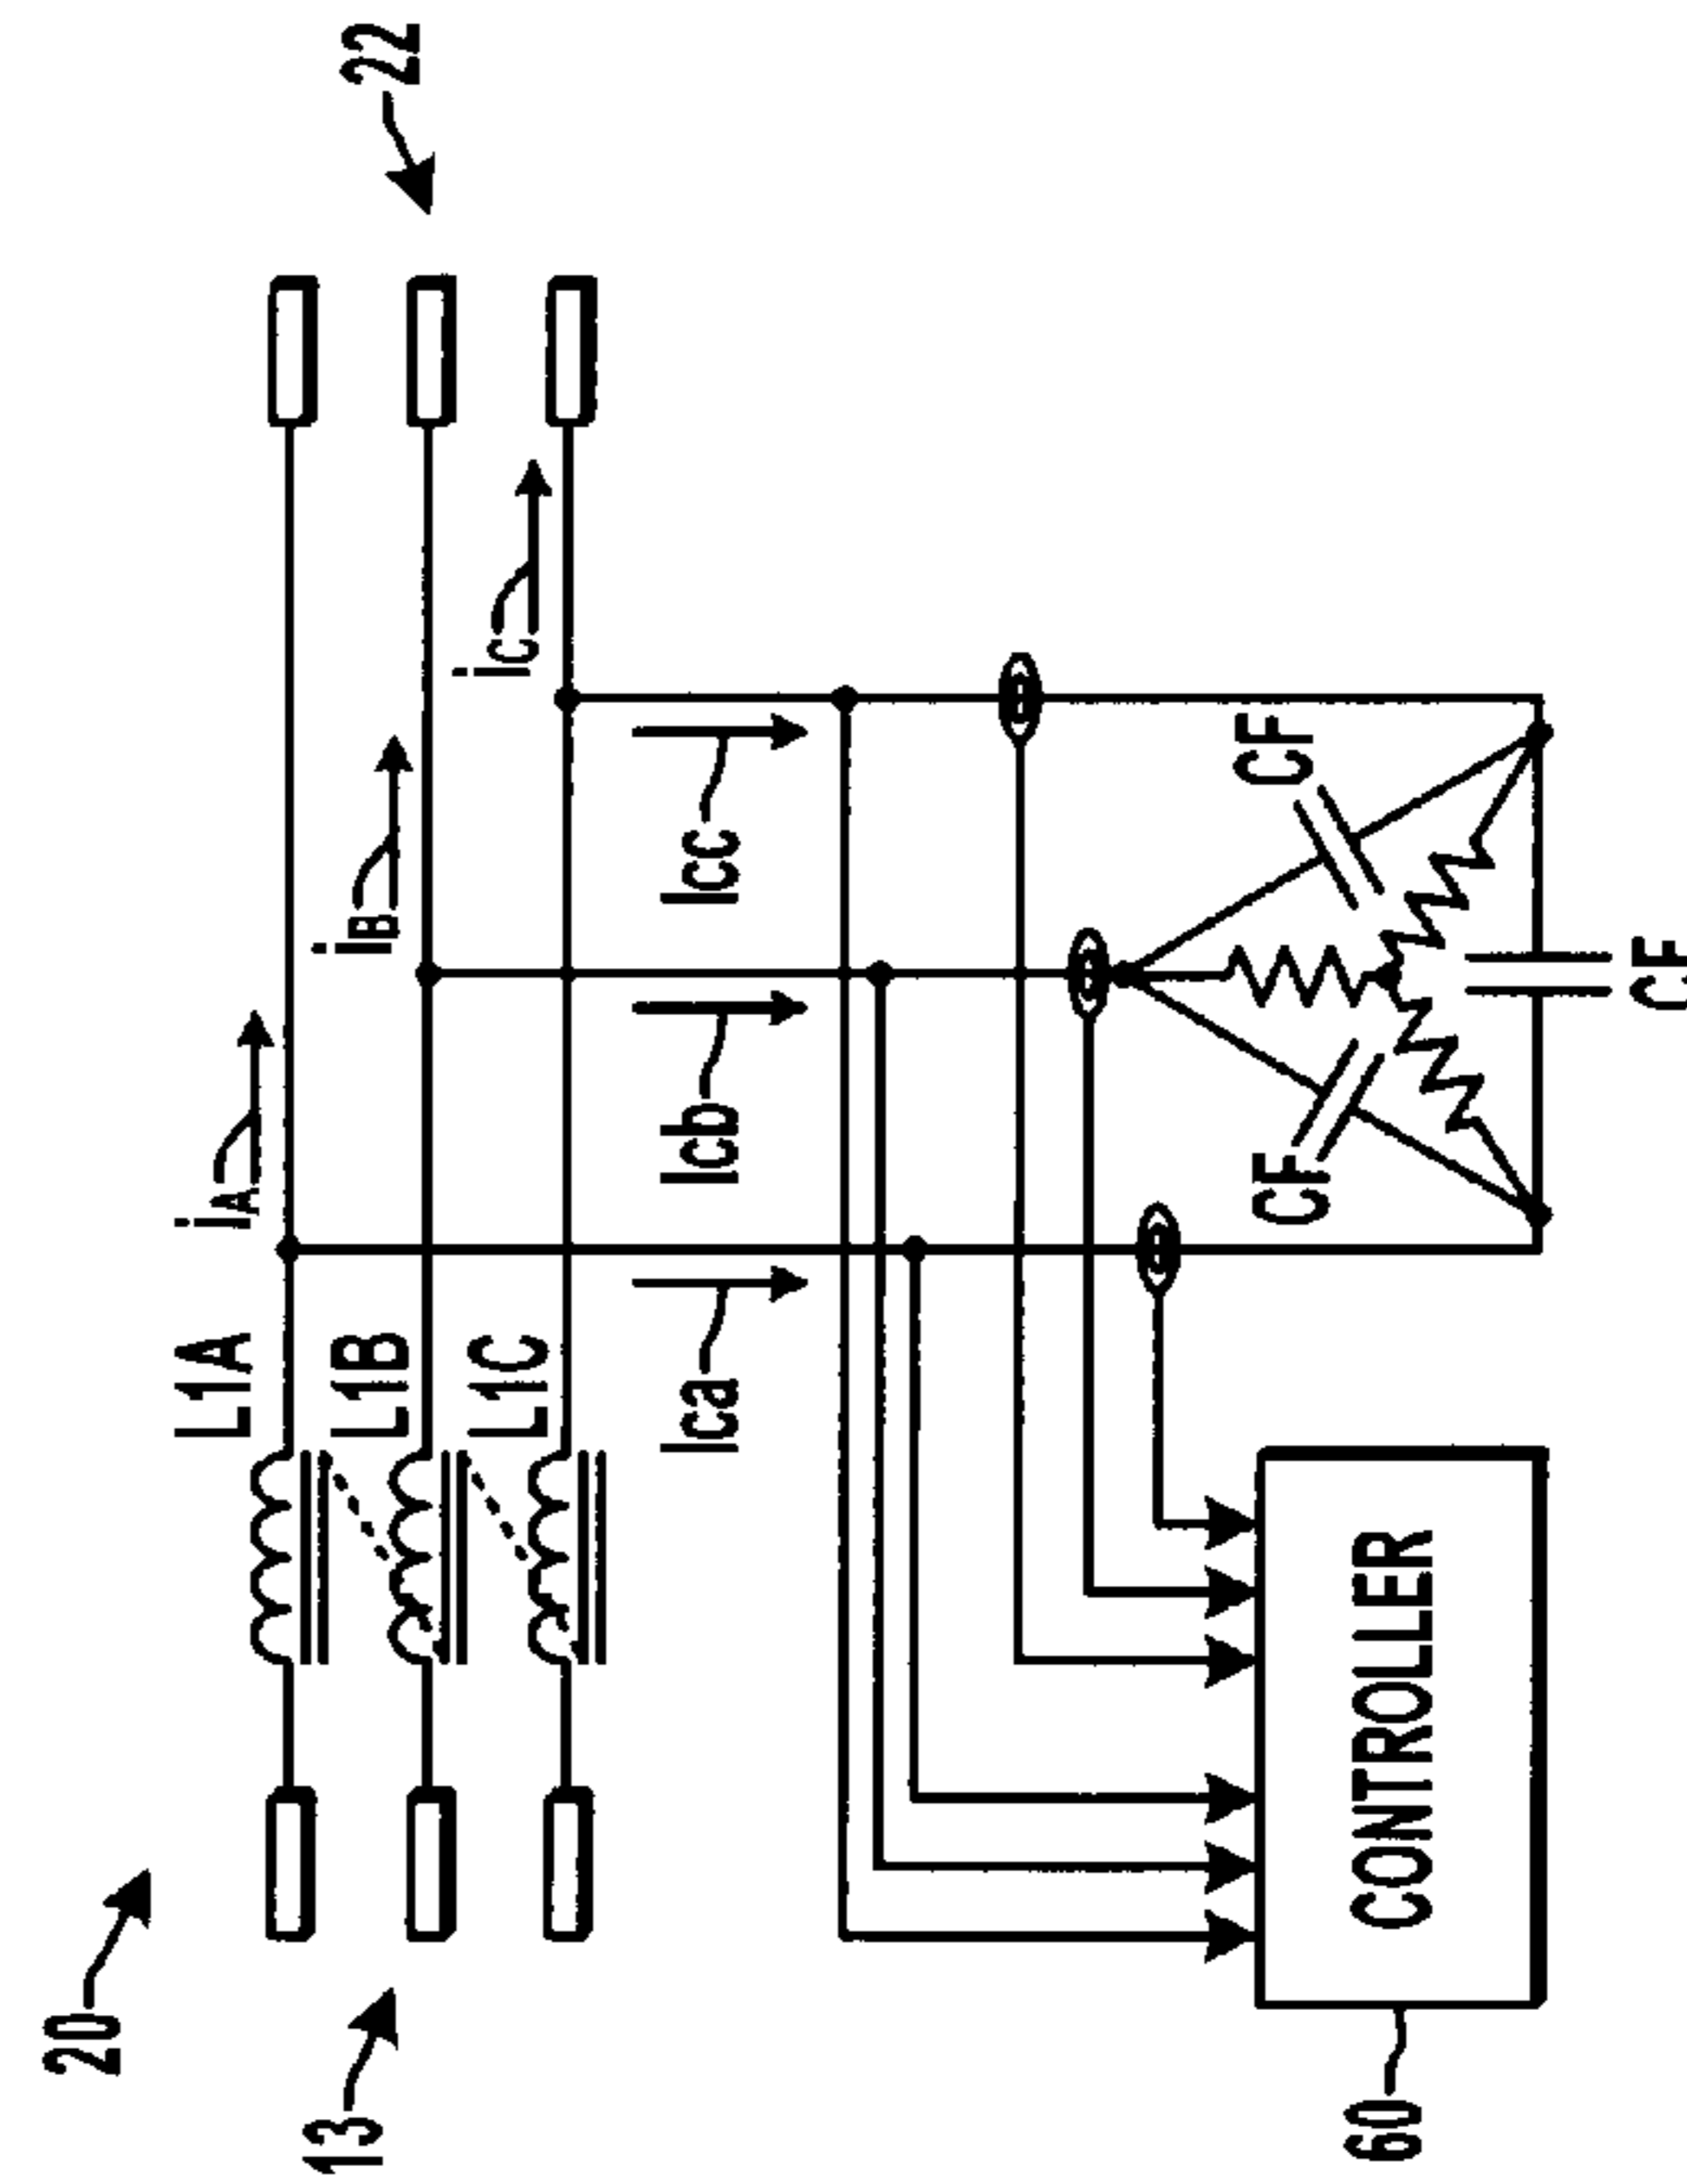 20
13
L1A
L1B
L1C
iA
iB
iC
22
Ica
Icb
Icc
CF
CF
CF
CONTROLLER
60